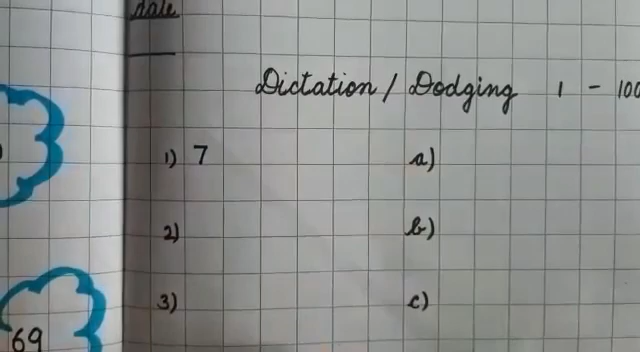 date
Dictation / Dodging 1 - 100
1) 7 a)
2) b)
3) c)
69